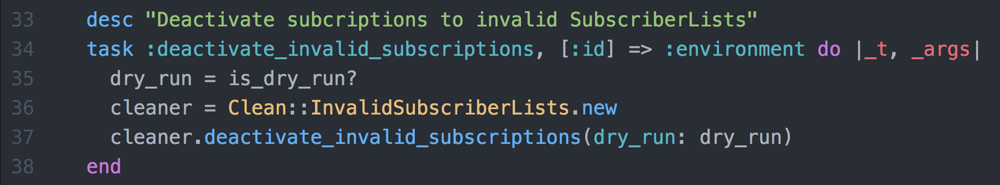 33 desc "Deactivate subcriptions to invalid SubscriberLists"
34 task :deactivate_invalid_subscriptions, [:id] => :environment do |_t, _args|
35 dry_run = is_dry_run?
36 cleaner = Clean::InvalidSubscriberLists.new
37 cleaner.deactivate_invalid_subscriptions(dry_run: dry_run)
38 end